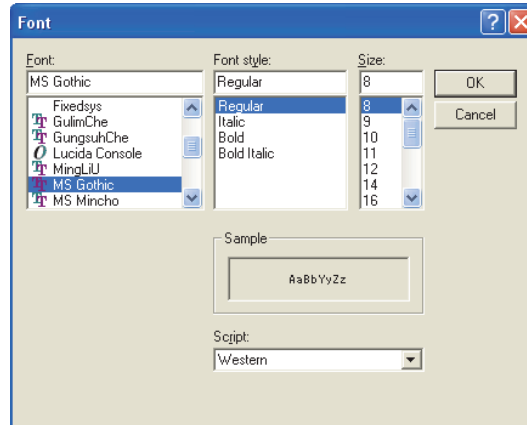 Font
Font:
MS Gothic
Fixedsys
GulimChe
GungsuhChe
Lucida Console
MingLiU
MS Gothic
MS Mincho
Font style:
Regular
Regular
Italic
Bold
Bold Italic
Size:
8
8
9
10
11
12
14
16
OK
Cancel
Sample
AaBbYyZz
Script:
Western